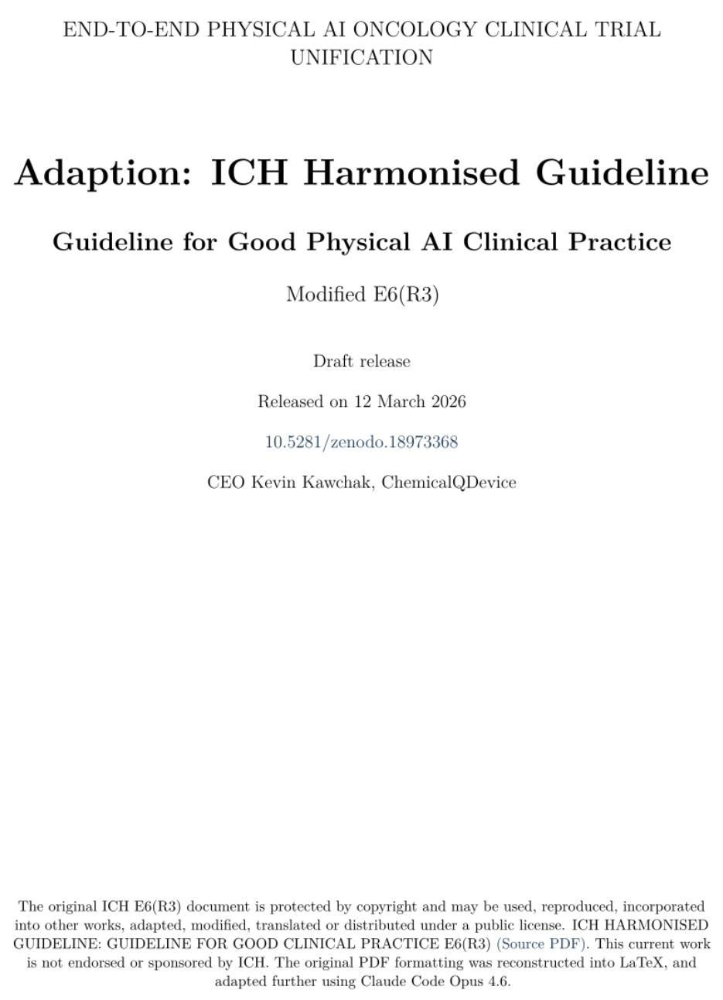 END-TO-END PHYSICAL AI ONCOLOGY CLINICAL TRIAL
UNIFICATION
Adaption: ICH Harmonised Guideline
Guideline for Good Physical AI Clinical Practice
Modified E6(R3)
Draft release
Released on 12 March 2026
10.5281/zenodo.18973368
CEO Kevin Kawchak, ChemicalQDevice
The original ICH E6(R3) document is protected by copyright and may be used, reproduced, incorporated
into other works, adapted, modified, translated or distributed under a public license. ICH HARMONISED
GUIDELINE: GUIDELINE FOR GOOD CLINICAL PRACTICE E6(R3) (Source PDF). This current work
is not endorsed or sponsored by ICH. The original PDF formatting was reconstructed into LaTeX, and
adapted further using Claude Code Opus 4.6.